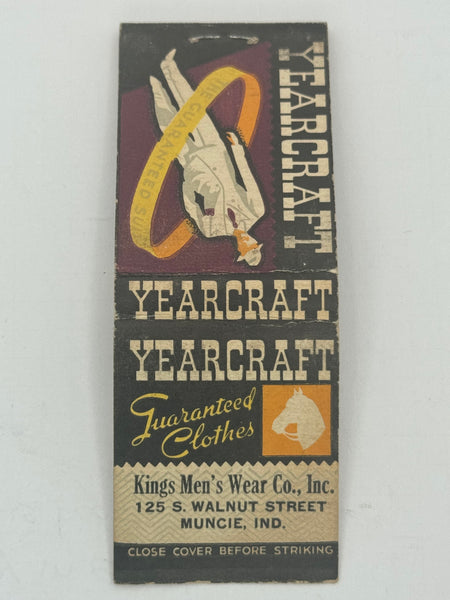 YEARCRAFT
THE GUARANTEED SUIT
YEARCRAFT
YEARCRAFT
Guaranteed
Clothes
Kings Men's Wear Co., Inc.
125 S. WALNUT STREET
MUNCIE, IND.
CLOSE COVER BEFORE STRIKING